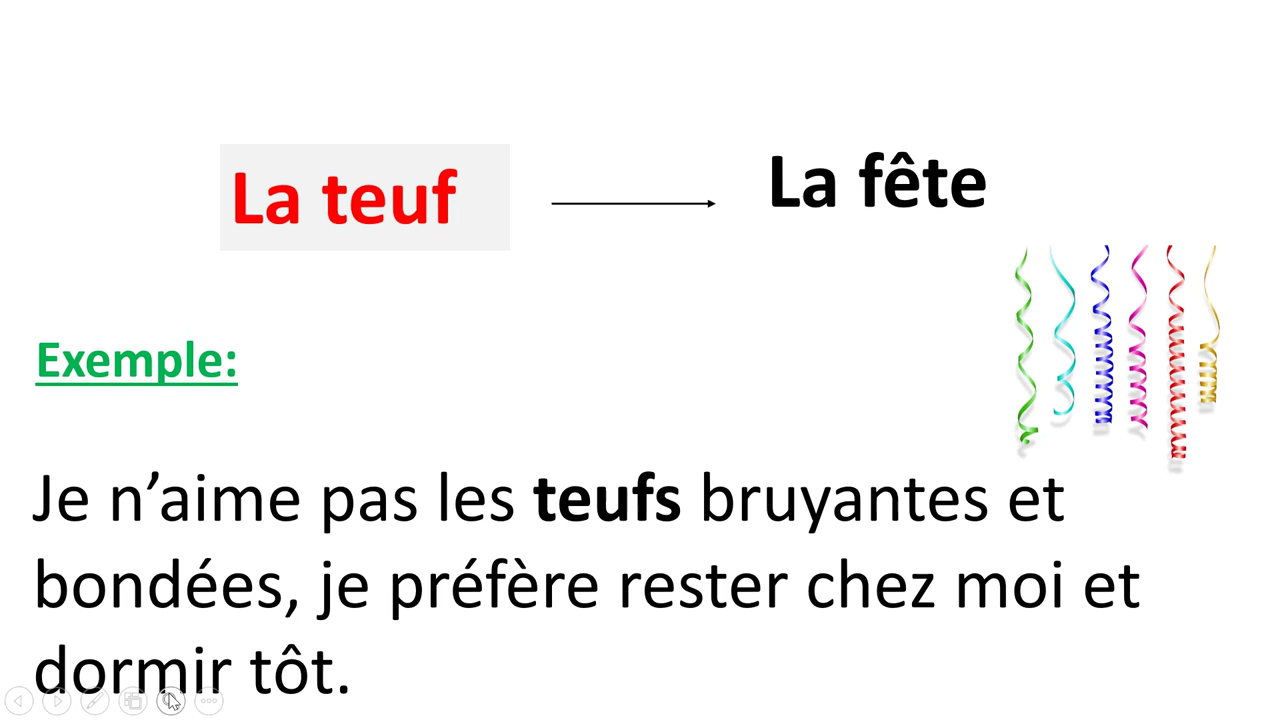 La teuf
La fête
Exemple:
Je n’aime pas les teufs bruyantes et
bondées, je préfère rester chez moi et
dormir tôt.